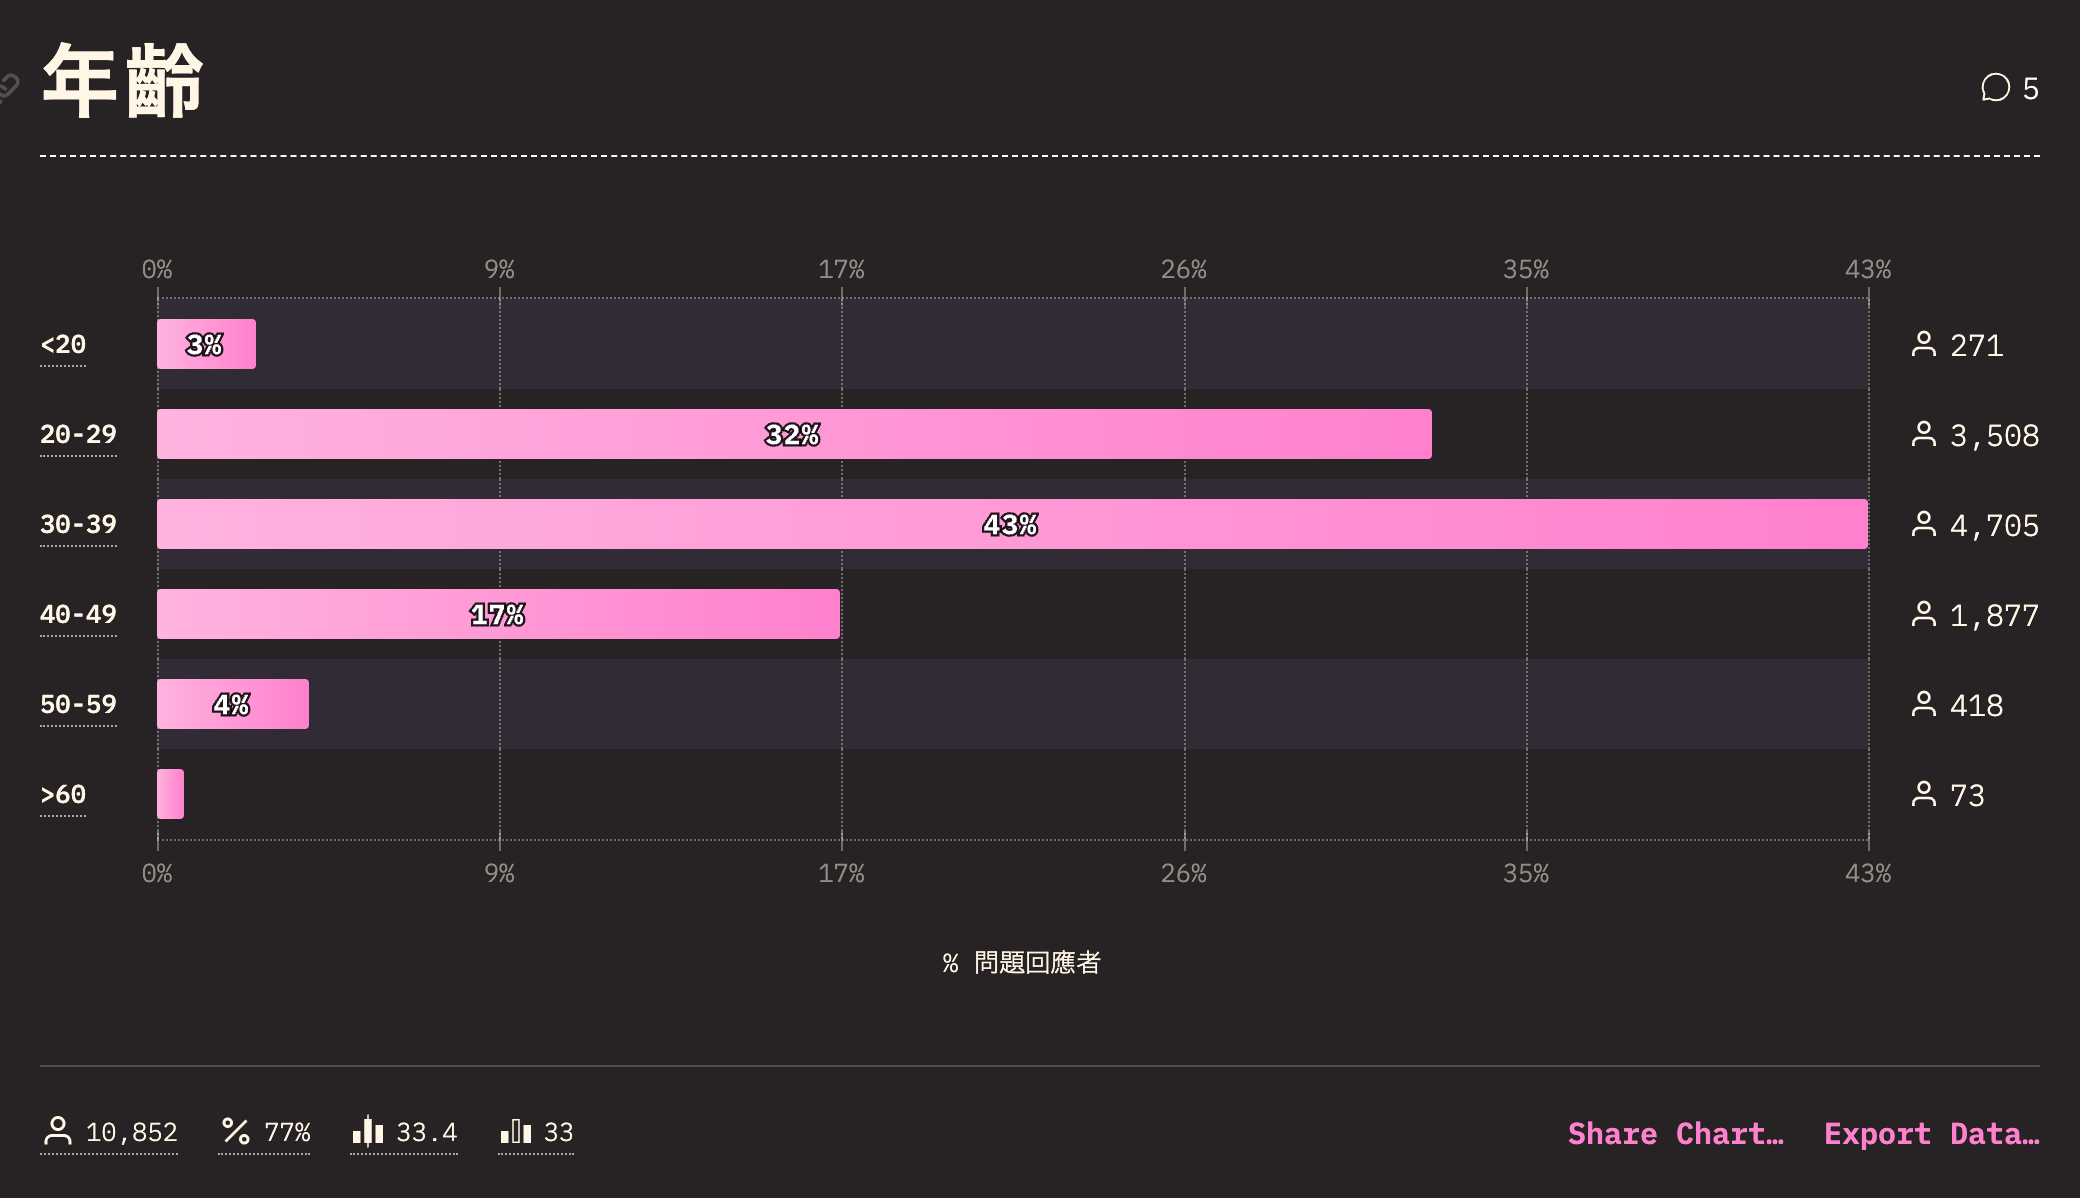 年齡
5
0% 9% 17% 26% 35% 43%
<20 3% 271
20-29 32% 3,508
30-39 43% 4,705
40-49 17% 1,877
50-59 4% 418
>60 73
0% 9% 17% 26% 35% 43%
% 問題回應者
10,852 77% 33.4 33 Share Chart… Export Data…